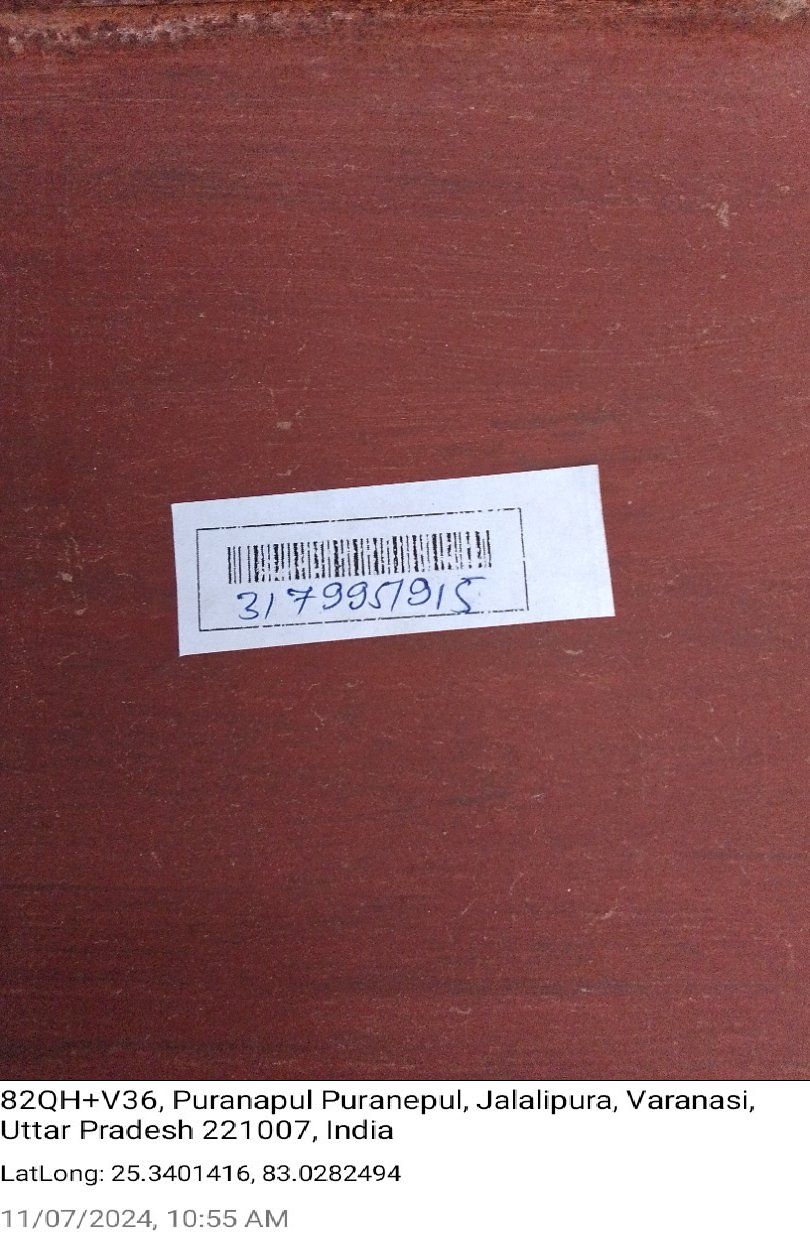 3179951915
82QH+V36, Puranapul Puranepul, Jalalipura, Varanasi,
Uttar Pradesh 221007, India
LatLong: 25.3401416, 83.0282494
11/07/2024, 10:55 AM